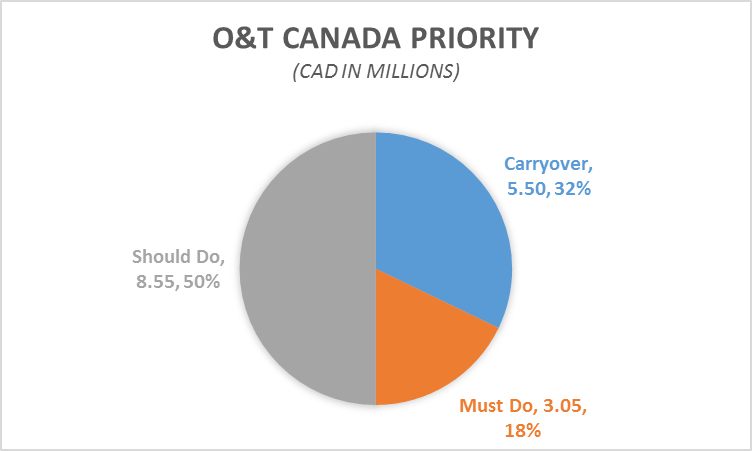 O&T CANADA PRIORITY
(CAD IN MILLIONS)
Carryover,
5.50, 32%
Should Do,
8.55, 50%
Must Do, 3.05,
18%